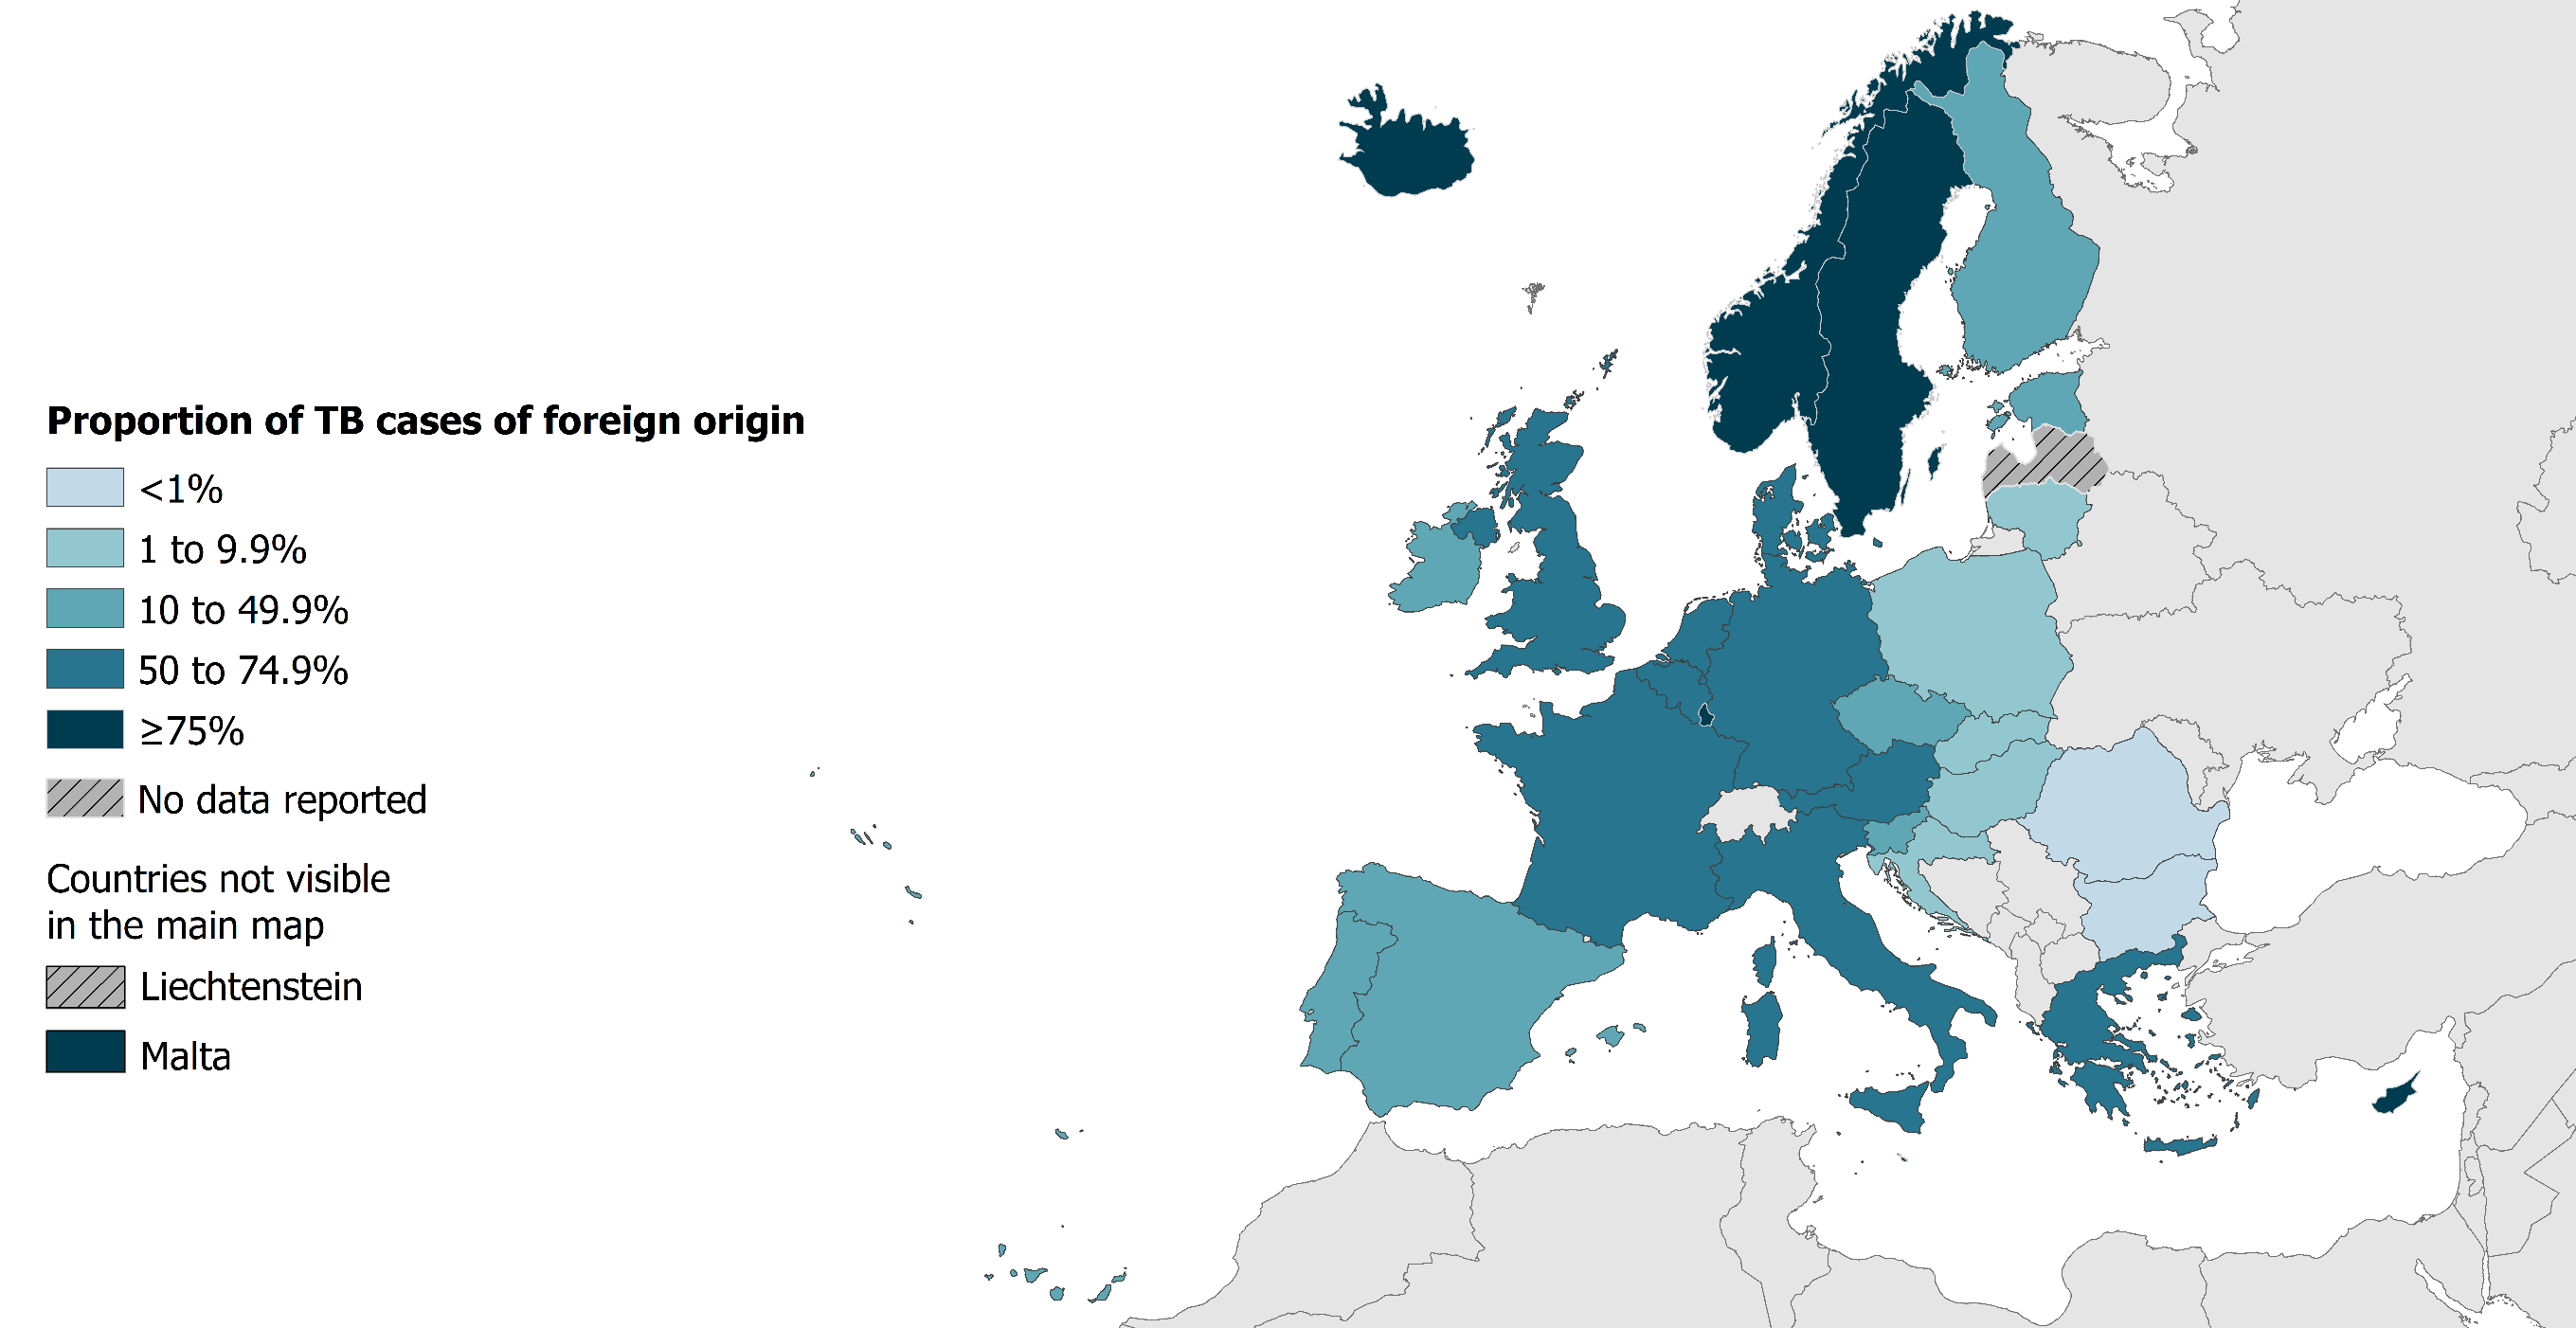 Proportion of TB cases of foreign origin
<1%
1 to 9.9%
10 to 49.9%
50 to 74.9%
≥75%
No data reported
Countries not visible
in the main map
Liechtenstein
Malta